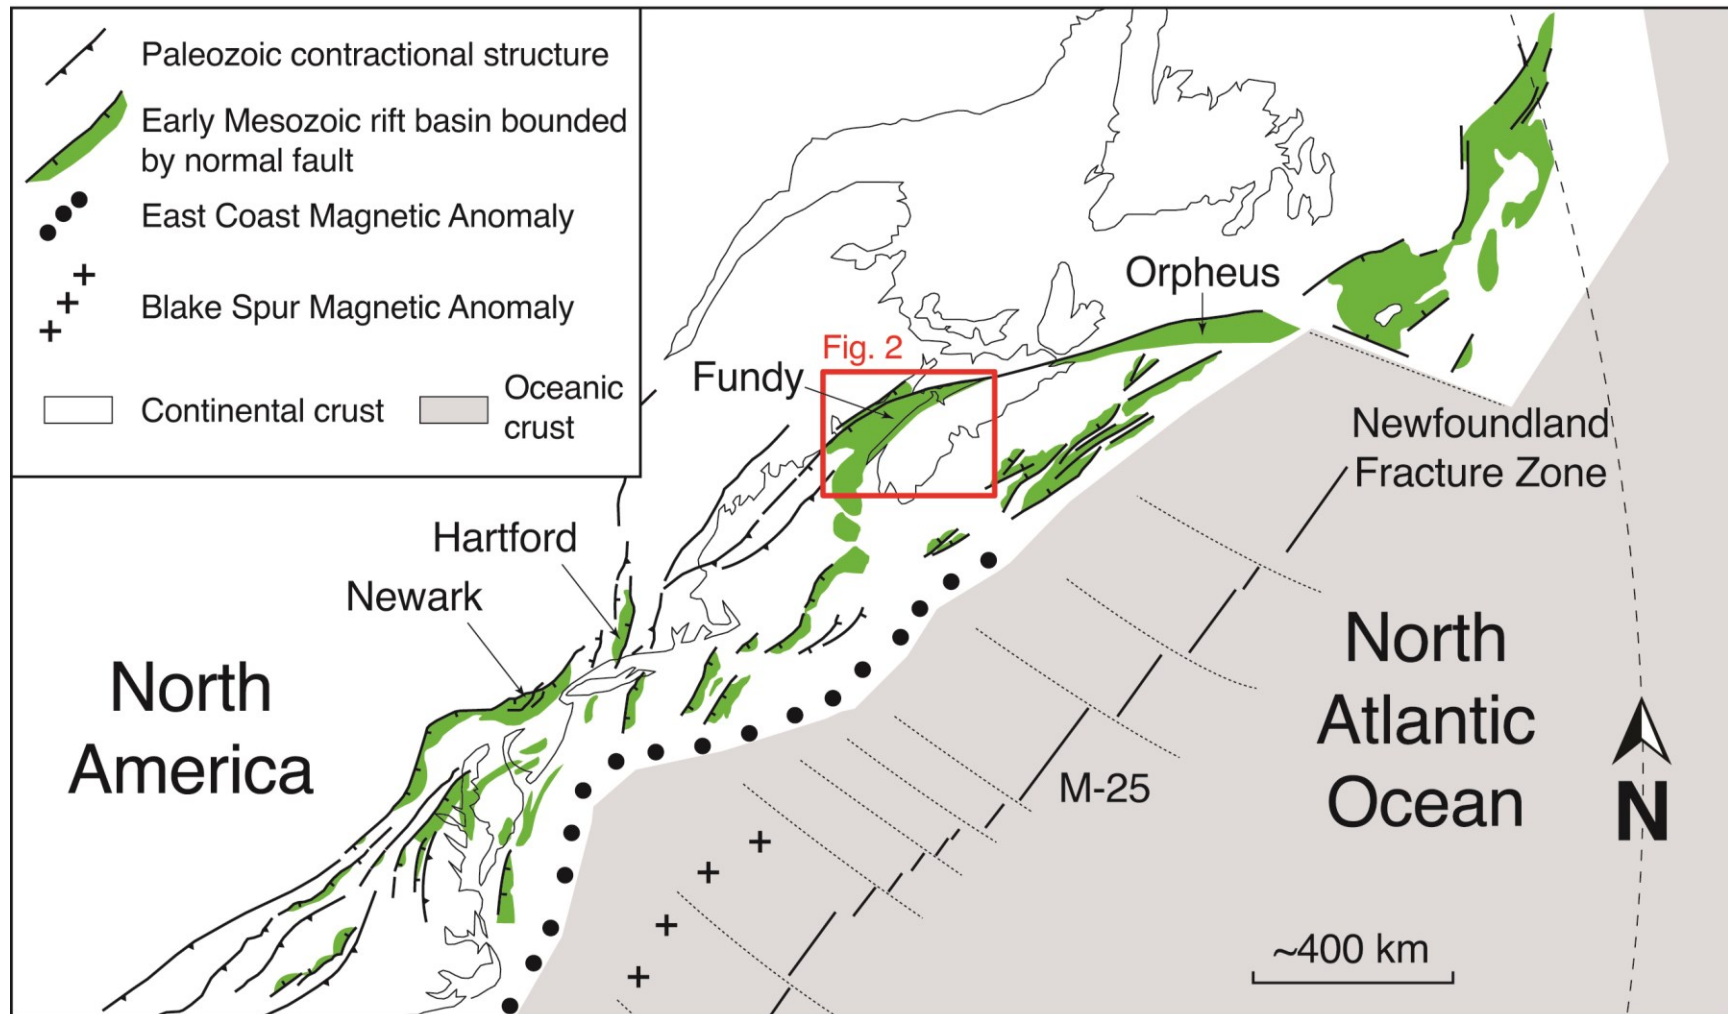 Paleozoic contractional structure
Early Mesozoic rift basin bounded
by normal fault
East Coast Magnetic Anomaly
Blake Spur Magnetic Anomaly
Continental crust
Oceanic
crust
Orpheus
Fig. 2
Fundy
Newfoundland
Fracture Zone
Hartford
Newark
North
America
North
Atlantic
Ocean
M-25
N
~400 km